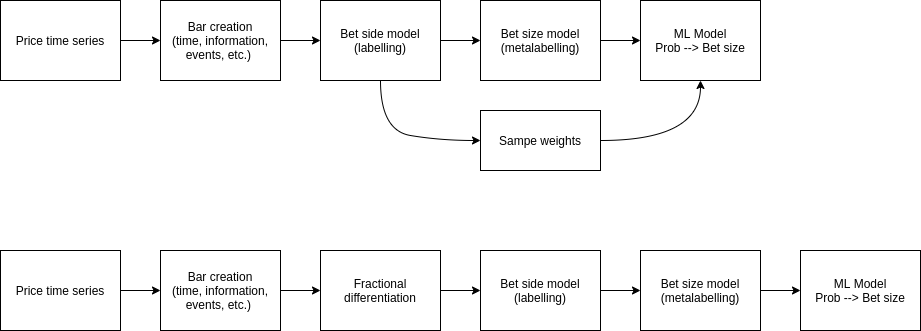 Price time series
Bar creation
(time, information,
events, etc.)
Bet side model
(labelling)
Bet size model
(metalabelling)
ML Model
Prob --> Bet size
Sampe weights
Price time series
Bar creation
(time, information,
events, etc.)
Fractional
differentiation
Bet side model
(labelling)
Bet size model
(metalabelling)
ML Model
Prob --> Bet size